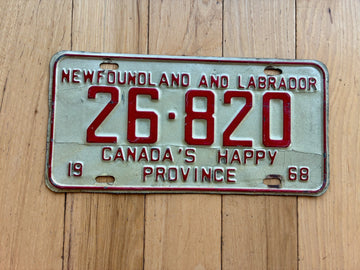 NEWFOUNDLAND AND LABRADOR
26·820
CANADA'S HAPPY
19 PROVINCE 68